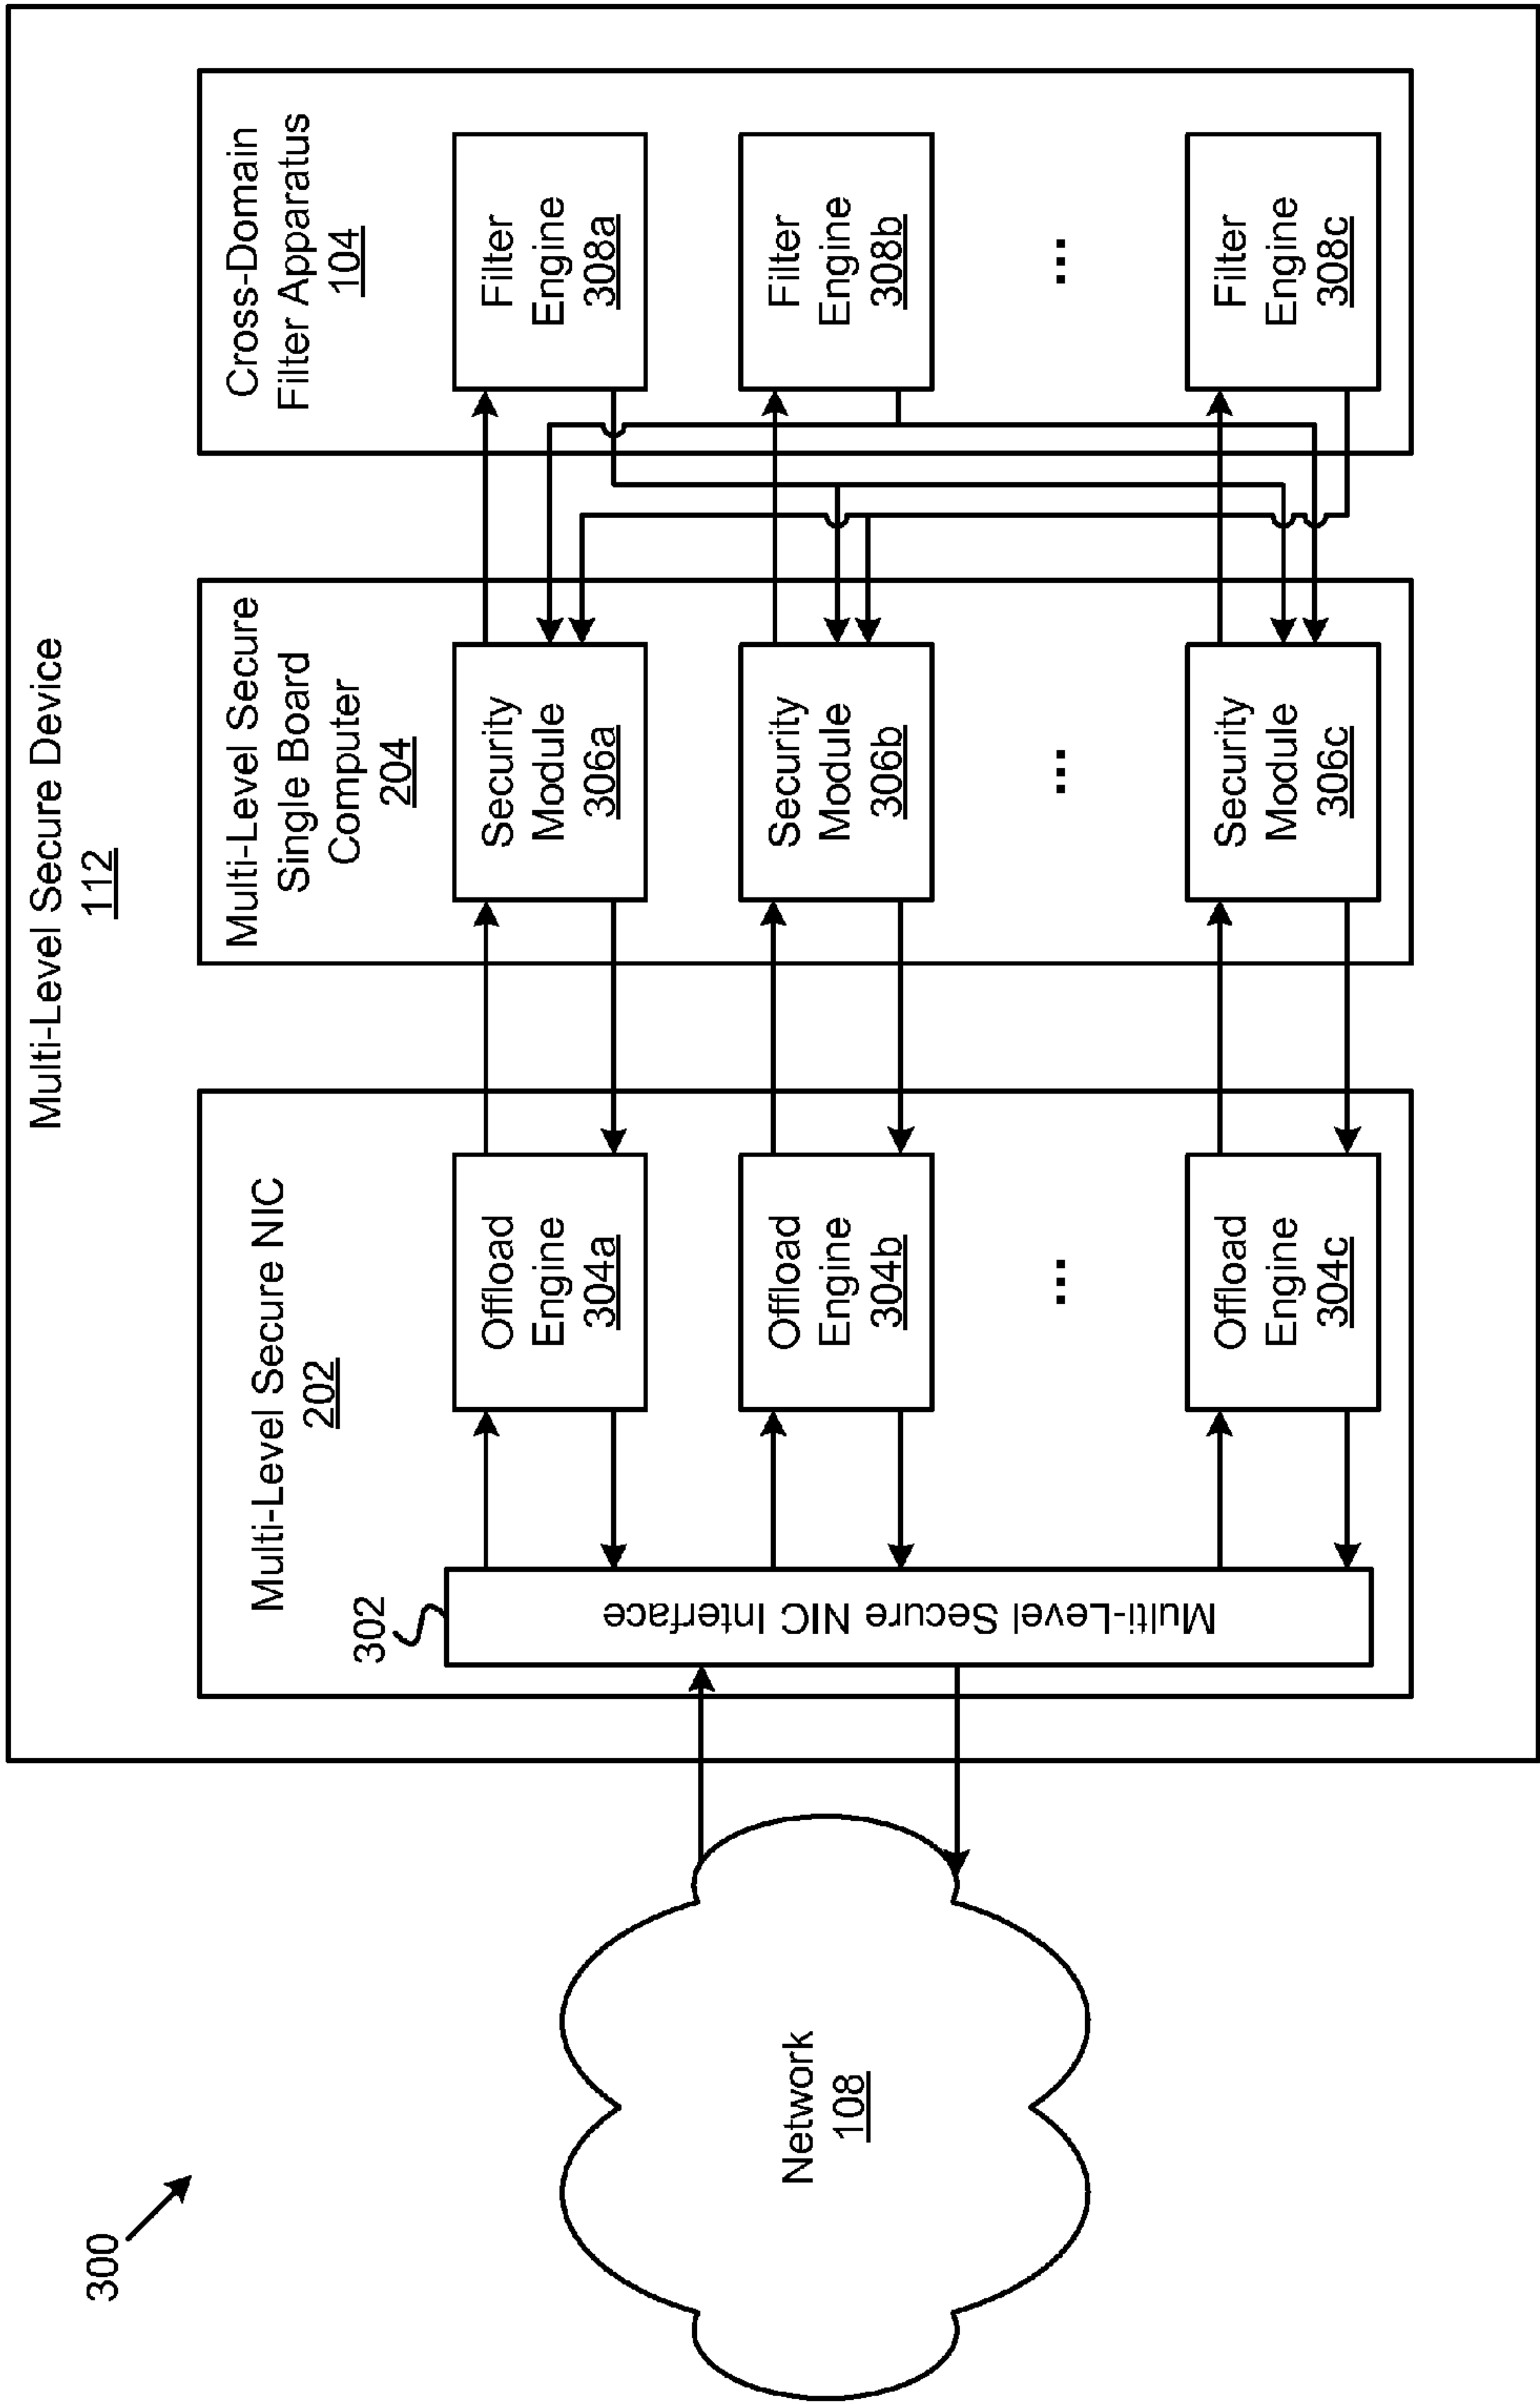 300
Network
108
Multi-Level Secure Device
112
Multi-Level Secure NIC
202
302
Multi-Level Secure NIC Interface
Offload
Engine
304a
Offload
Engine
304b
...
Offload
Engine
304c
Multi-Level Secure
Single Board
Computer
204
Security
Module
306a
Security
Module
306b
...
Security
Module
306c
Cross-Domain
Filter Apparatus
104
Filter
Engine
308a
Filter
Engine
308b
...
Filter
Engine
308c